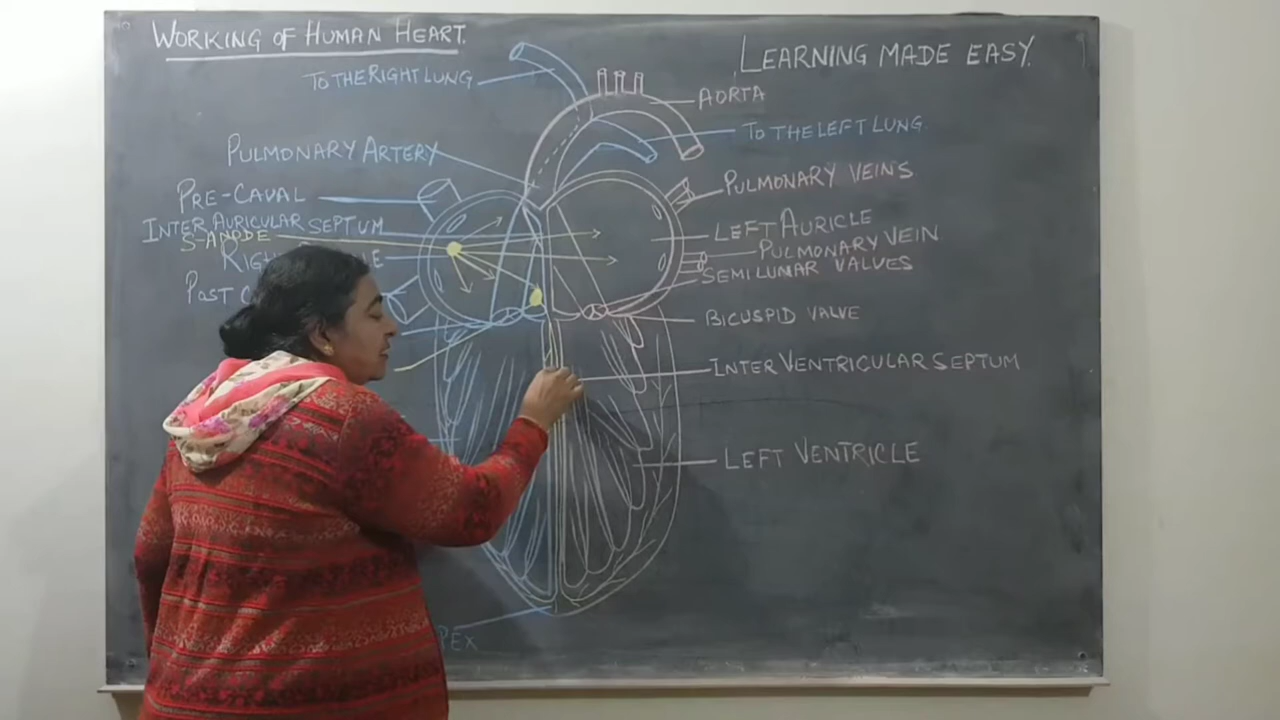 WORKING OF HUMAN HEART.
LEARNING MADE EASY.
TO THE RIGHT LUNG
AORTA
TO THE LEFT LUNG.
PULMONARY ARTERY
PULMONARY VEINS
PRE-CAVAL
INTER AURICULAR SEPTUM
LEFT AURICLE
S-A NODE
PULMONARY VEIN
SEMI LUNAR VALVES
BICUSPID VALVE
INTER VENTRICULAR SEPTUM
LEFT VENTRICLE